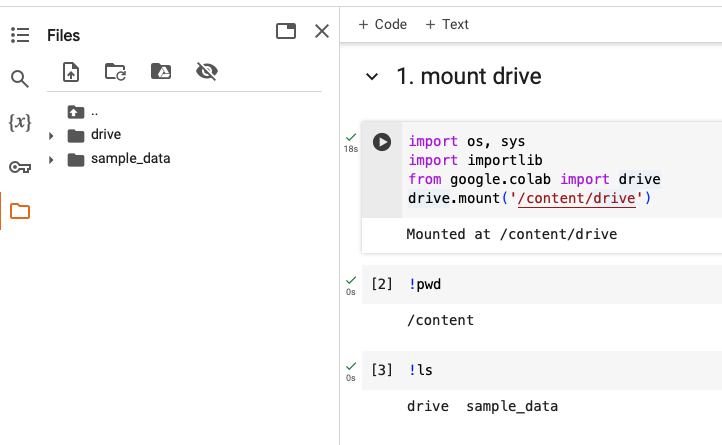 Files
..
drive
sample_data
{x}
+ Code + Text
1. mount drive
18s
import os, sys
import importlib
from google.colab import drive
drive.mount('/content/drive')
Mounted at /content/drive
0s
[2] !pwd
/content
0s
[3] !ls
drive sample_data